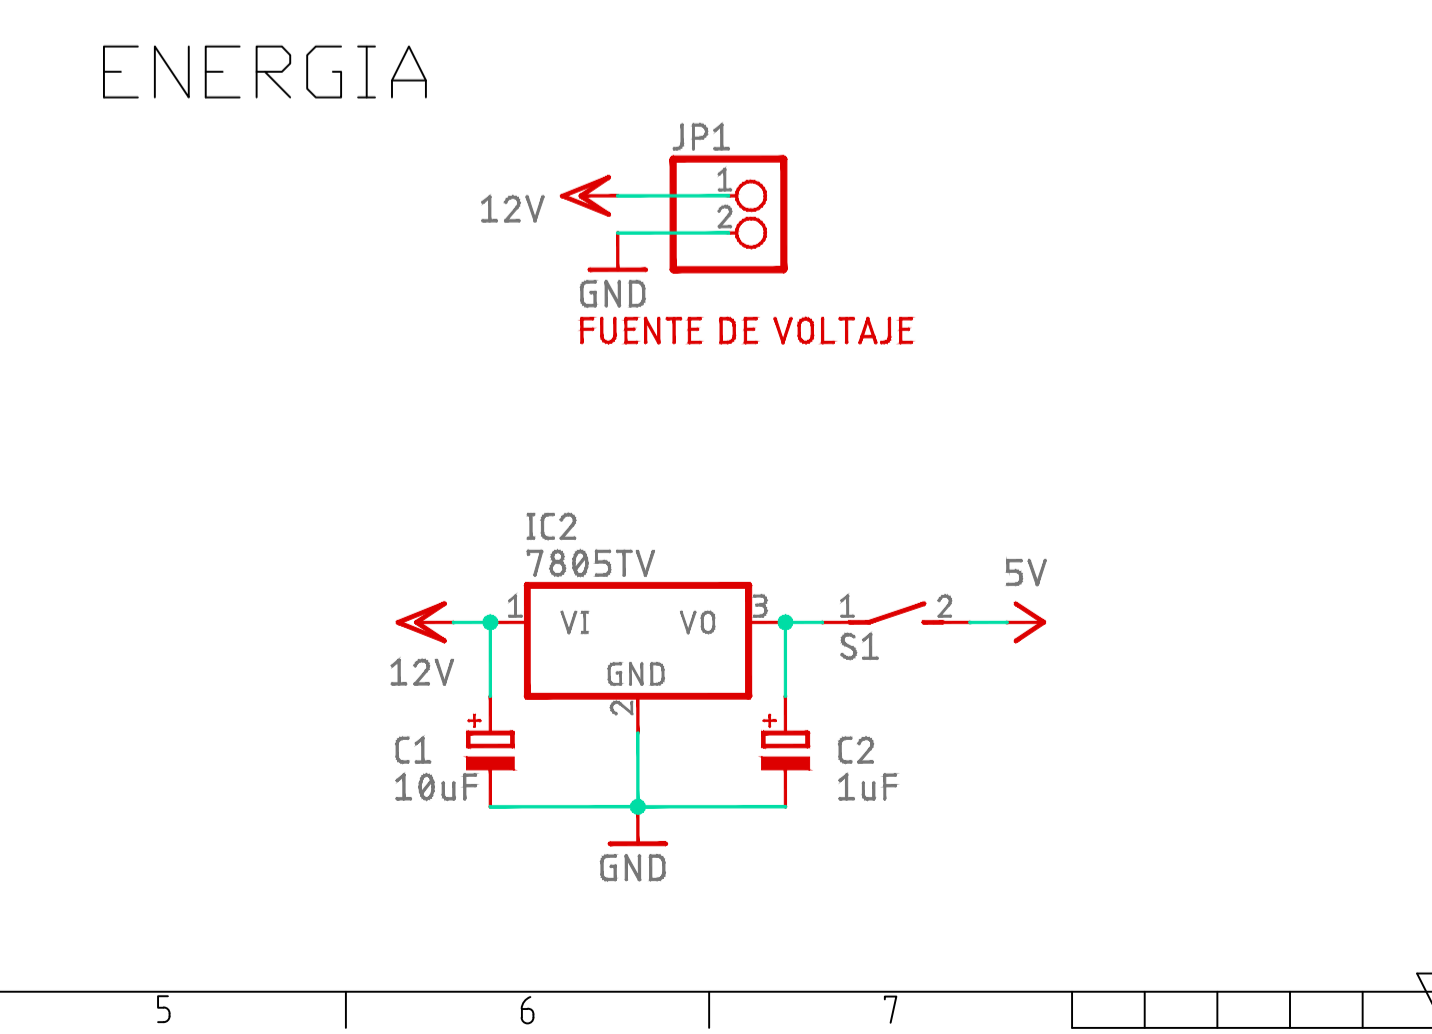 ENERGIA
JP1
1
12V
2
GND
FUENTE DE VOLTAJE
IC2
7805TV
5V
1
VI
VO
3
1
2
S1
GND
12V
2
+
+
C1
10uF
C2
1uF
GND
5
6
7